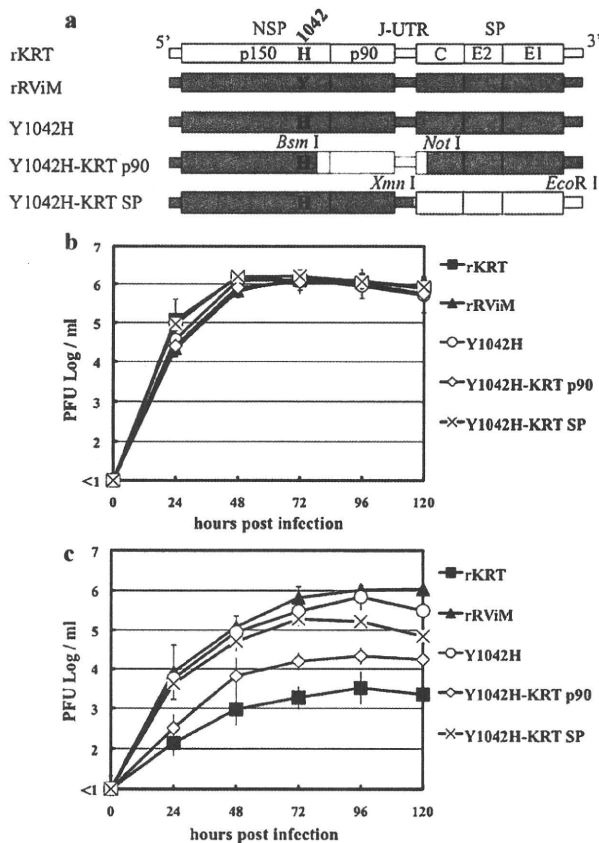 a
NSP 1042 J-UTR SP
5' 3'
rKRT p150 H p90 C E2 E1
rRViM Y
Y1042H H
Bsm I Not I
Y1042H-KRT p90 H
Xmn I EcoR I
Y1042H-KRT SP H
b
PFU Log / ml
7
6
5
4
3
2
<1
0 24 48 72 96 120
hours post infection
rKRT
rRViM
Y1042H
Y1042H-KRT p90
Y1042H-KRT SP
c
PFU Log / ml
7
6
5
4
3
2
<1
0 24 48 72 96 120
hours post infection
rKRT
rRViM
Y1042H
Y1042H-KRT p90
Y1042H-KRT SP